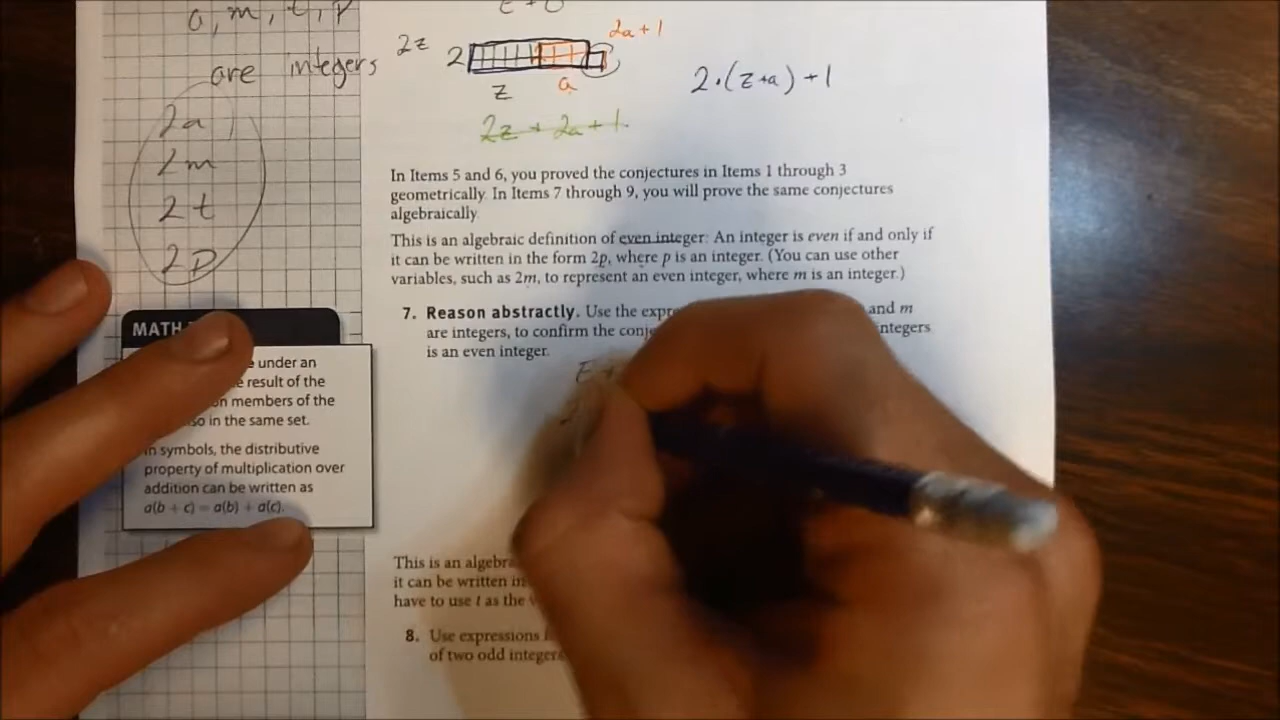 a, m, t, p
are integers
2a
2m
2t
2p
2z
2
2a+1
z
a
2·(z+a)+1
2z + 2a + 1
In Items 5 and 6, you proved the conjectures in Items 1 through 3
geometrically. In Items 7 through 9, you will prove the same conjectures
algebraically.
This is an algebraic definition of even integer: An integer is even if and only if
it can be written in the form 2p, where p is an integer. (You can use other
variables, such as 2m, to represent an even integer, where m is an integer.)
7. Reason abstractly. Use the and m
are integers, to confirm the integers
is an even integer.
E +
MATH
under an
result of the
members of the
so in the same set.
In symbols, the distributive
property of multiplication over
addition can be written as
a(b + c) = a(b) + a(c).
This is an
it can be written in
have to use t as the
8. Use expressions
of two odd